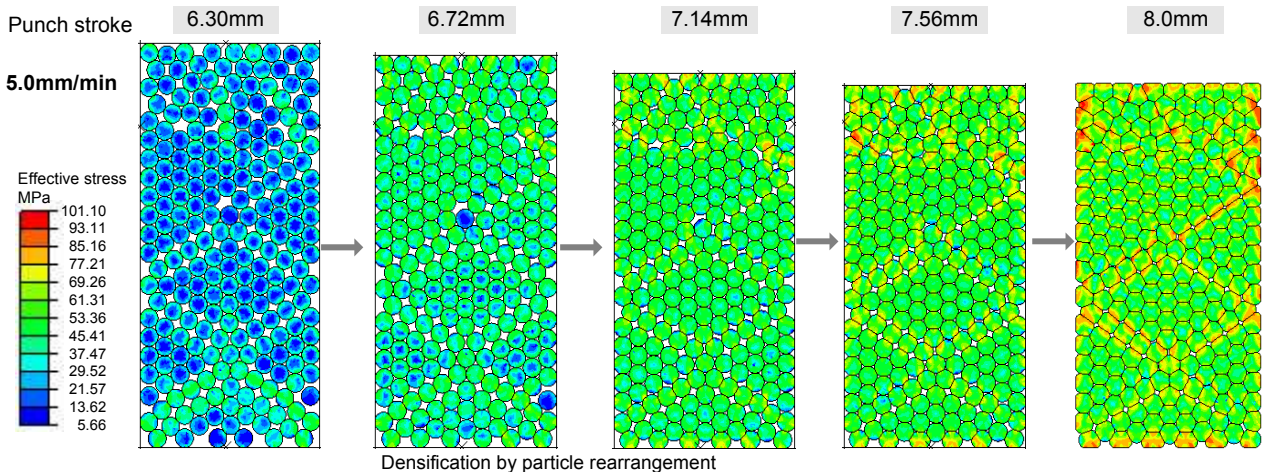 Punch stroke
6.30mm
6.72mm
7.14mm
7.56mm
8.0mm
5.0mm/min
Effective stress
MPa
101.10
93.11
85.16
77.21
69.26
61.31
53.36
45.41
37.47
29.52
21.57
13.62
5.66
Densification by particle rearrangement